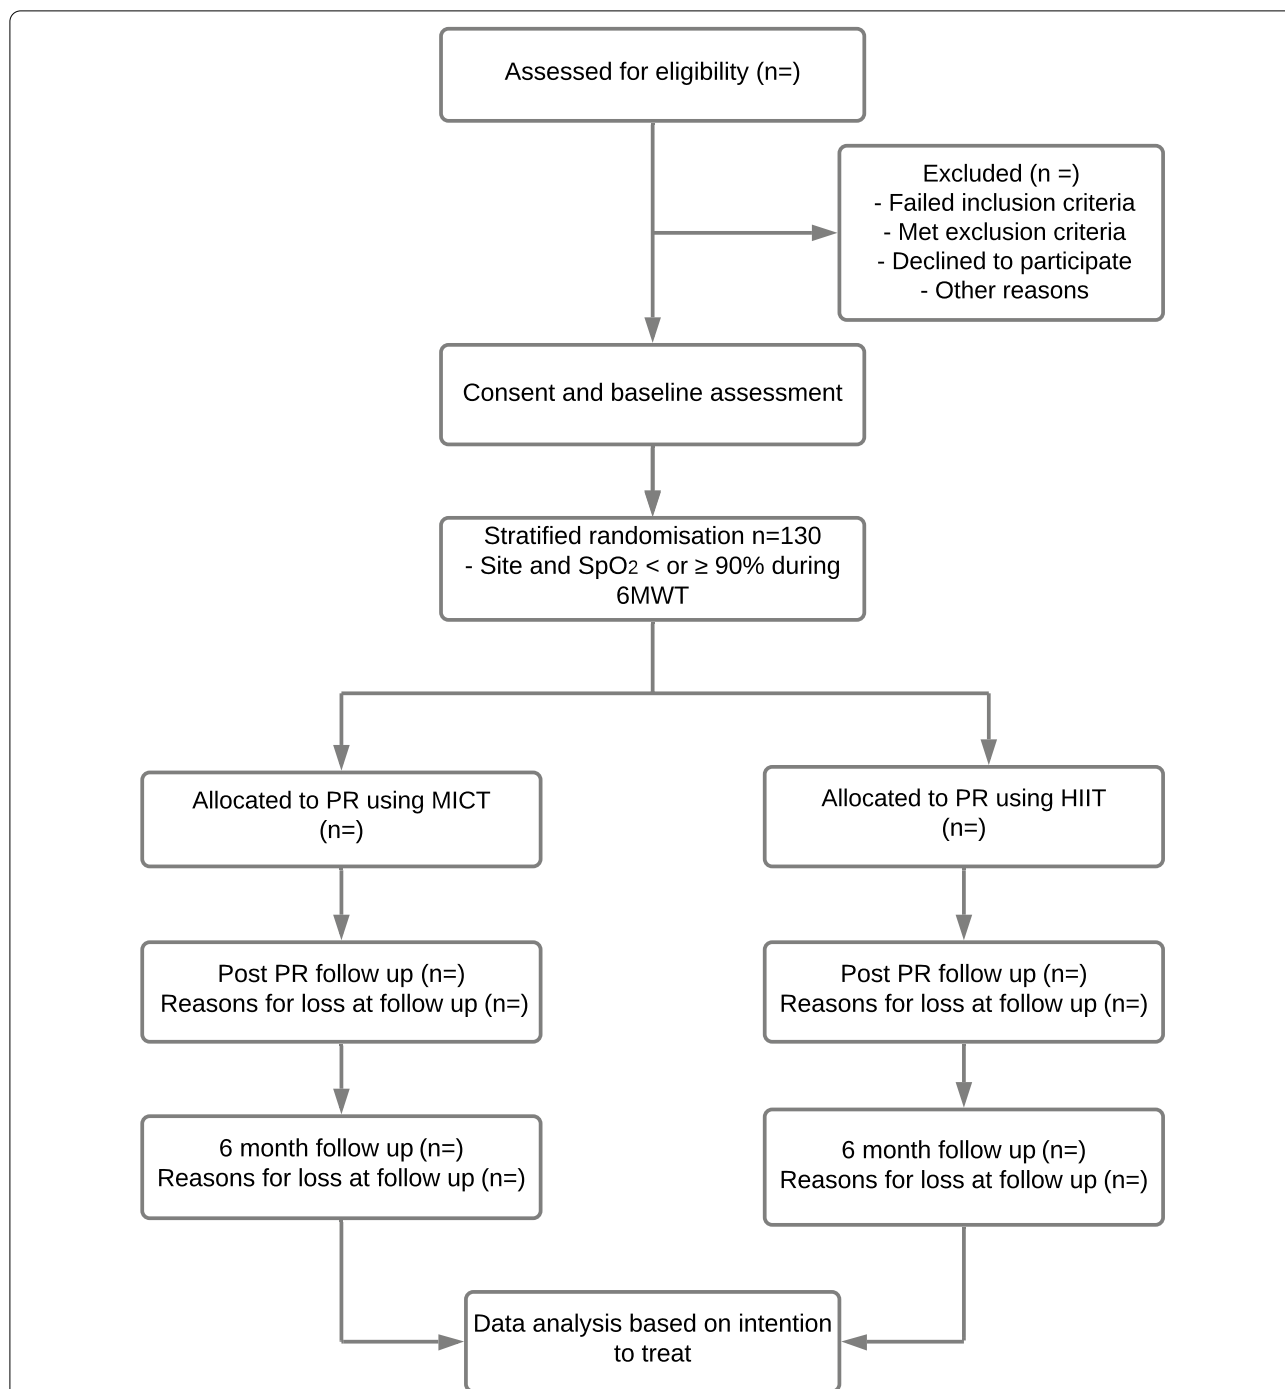 Assessed for eligibility (n=)
Excluded (n =)
- Failed inclusion criteria
- Met exclusion criteria
- Declined to participate
- Other reasons
Consent and baseline assessment
Stratified randomisation n=130
- Site and SpO2 < or ≥ 90% during
6MWT
Allocated to PR using MICT
(n=)
Allocated to PR using HIIT
(n=)
Post PR follow up (n=)
Reasons for loss at follow up (n=)
Post PR follow up (n=)
Reasons for loss at follow up (n=)
6 month follow up (n=)
Reasons for loss at follow up (n=)
6 month follow up (n=)
Reasons for loss at follow up (n=)
Data analysis based on intention
to treat